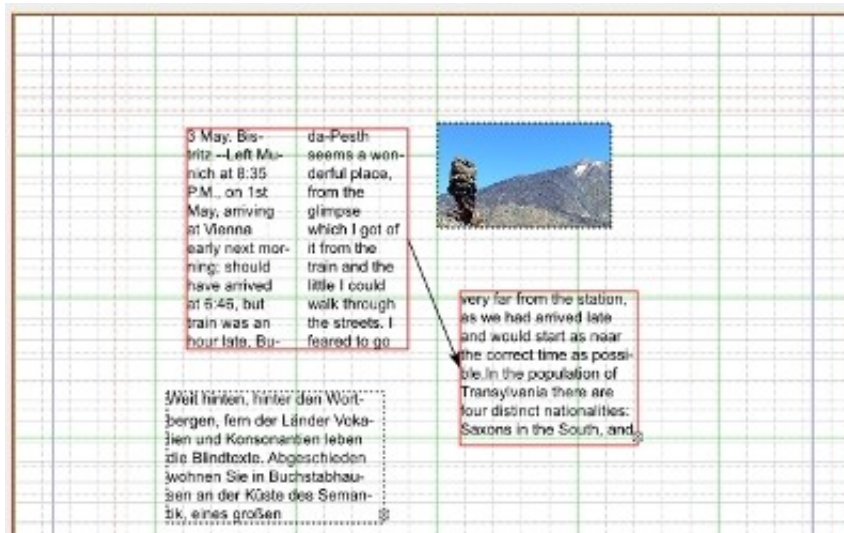 3 May. Bis-
tritz.--Left Mu-
nich at 8:35
P.M., on 1st
May, arriving
at Vienna
early next mor-
ning; should
have arrived
at 6:46, but
train was an
hour late. Bu-
da-Pesth
seems a won-
derful place,
from the
glimpse
which I got of
it from the
train and the
little I could
walk through
the streets. I
feared to go
very far from the station,
as we had arrived late
and would start as near
the correct time as possi-
ble.In the population of
Transylvania there are
four distinct nationalities:
Saxons in the South, and
Weit hinten, hinter den Wort-
bergen, fern der Länder Voka-
lien und Konsonantien leben
die Blindtexte. Abgeschieden
wohnen Sie in Buchstabhau-
sen an der Küste des Seman-
tik, eines großen